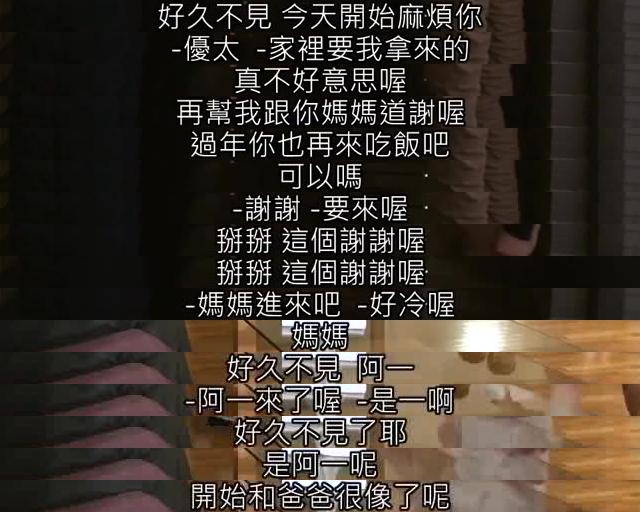 好久不見 今天開始麻煩你
-優太 -家裡要我拿來的
真不好意思喔
再幫我跟你媽媽道謝喔
過年你也再來吃飯吧
可以嗎
-謝謝 -要來喔
掰掰 這個謝謝喔
掰掰 這個謝謝喔
-媽媽進來吧 -好冷喔
媽媽
好久不見 阿一
-阿一來了喔 -是一啊
好久不見了耶
是阿一呢
開始和爸爸很像了呢